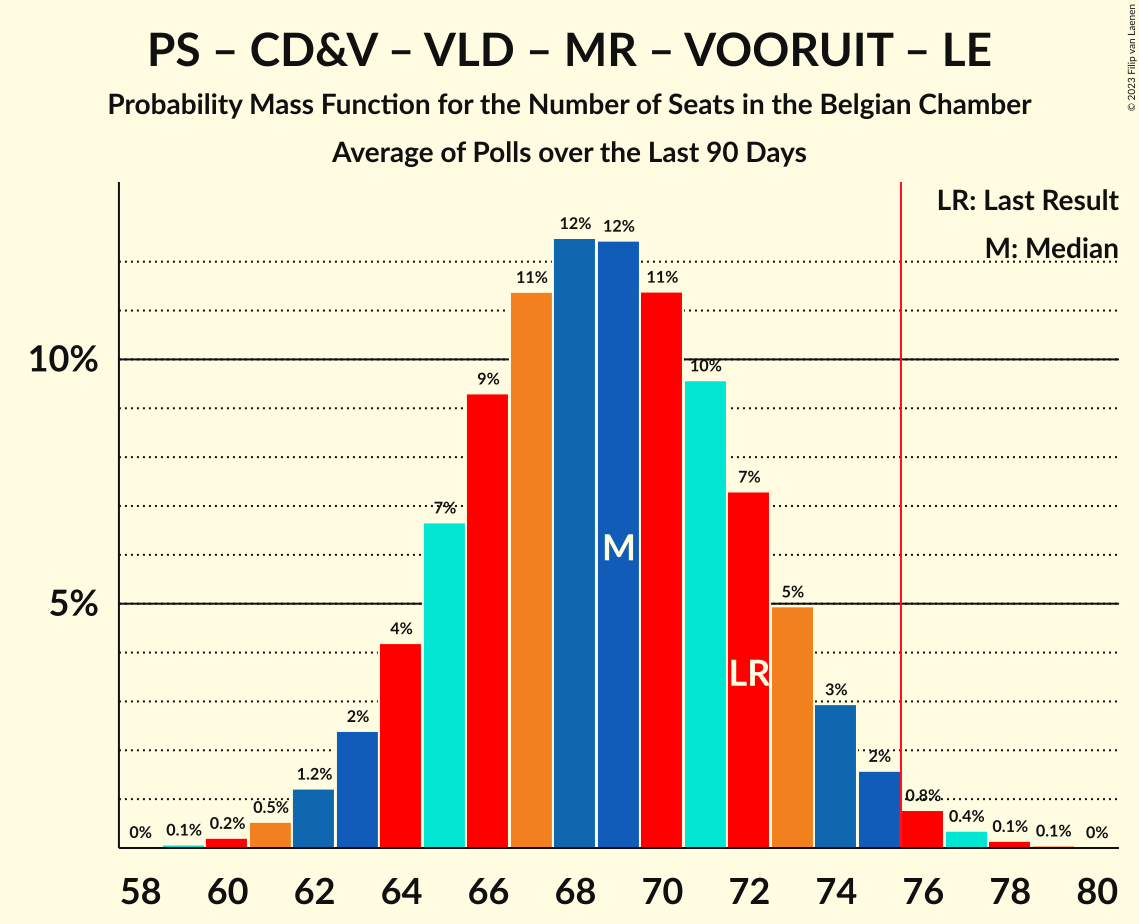 PS – CD&V – VLD – MR – VOORUIT – LE
Probability Mass Function for the Number of Seats in the Belgian Chamber
Average of Polls over the Last 90 Days
© 2023 Filip van Laenen
LR: Last Result
M: Median
10%
5%
0%
0.1%
0.2%
0.5%
1.2%
2%
4%
7%
9%
11%
12%
12%
11%
10%
7%
5%
3%
2%
0.8%
0.4%
0.1%
0.1%
0%
M
LR
58 60 62 64 66 68 70 72 74 76 78 80